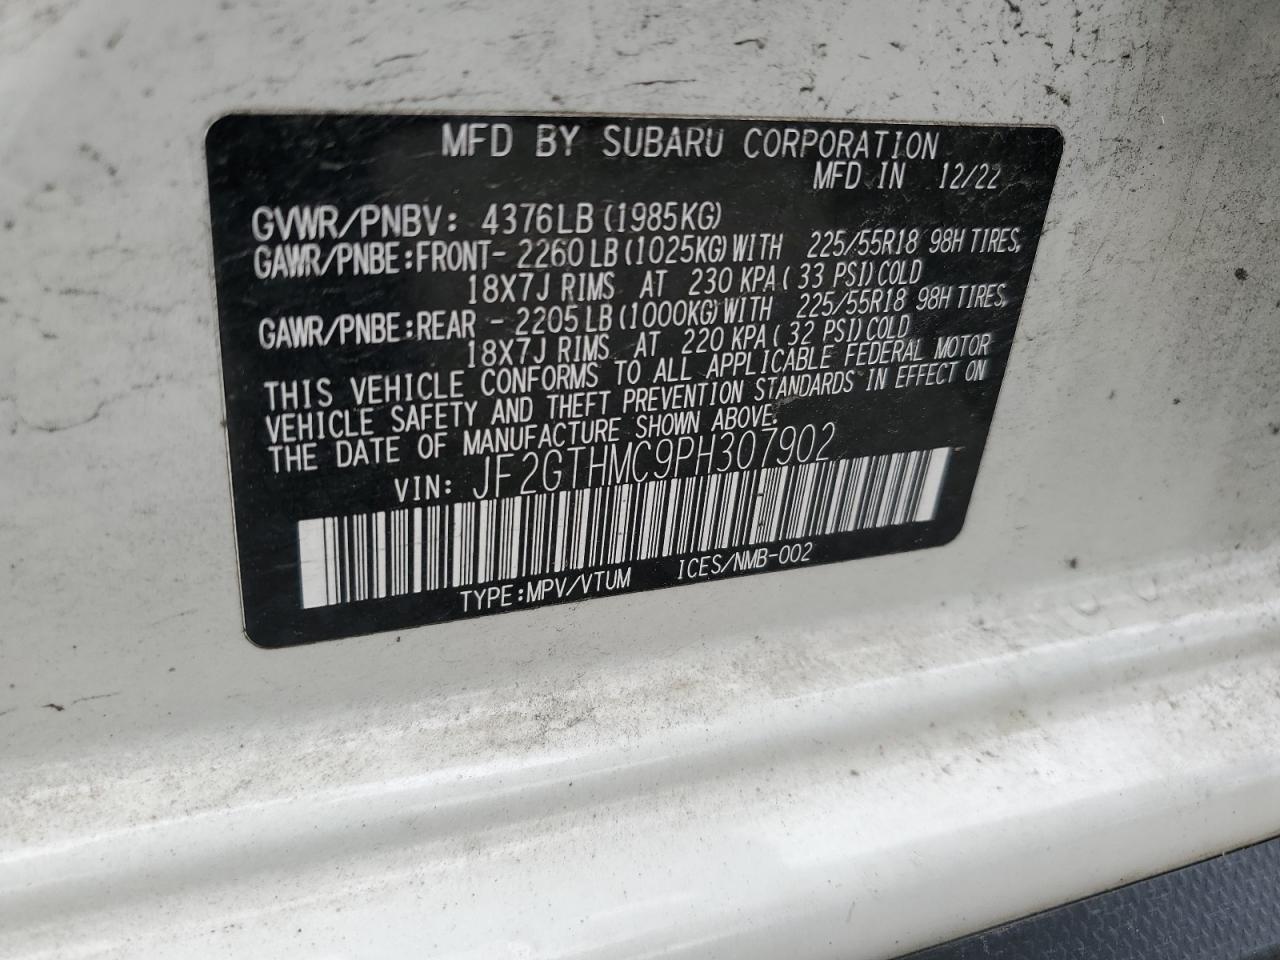 MFD BY SUBARU CORPORATION
MFD IN 12/22
GVWR/PNBV: 4376LB (1985KG)
GAWR/PNBE:FRONT- 2260LB (1025KG) WITH 225/55R18 98H TIRES,
18X7J RIMS AT 230 KPA ( 33 PSI) COLD
GAWR/PNBE:REAR - 2205LB (1000KG) WITH 225/55R18 98H TIRES,
18X7J RIMS AT 220 KPA ( 32 PSI) COLD
THIS VEHICLE CONFORMS TO ALL APPLICABLE FEDERAL MOTOR
VEHICLE SAFETY AND THEFT PREVENTION STANDARDS IN EFFECT ON
THE DATE OF MANUFACTURE SHOWN ABOVE.
VIN: JF2GTHMC9PH307902
TYPE:MPV/VTUM ICES/NMB-002